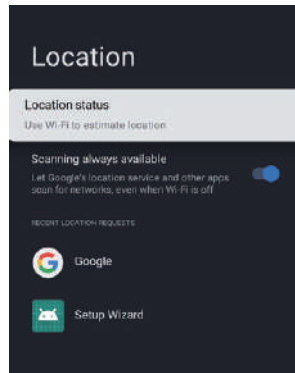 Location
Location status
Use Wi-Fi to estimate location
Scanning always available
Let Google's location service and other apps
scan for networks, even when Wi-Fi is off
RECENT LOCATION REQUESTS
Google
Setup Wizard